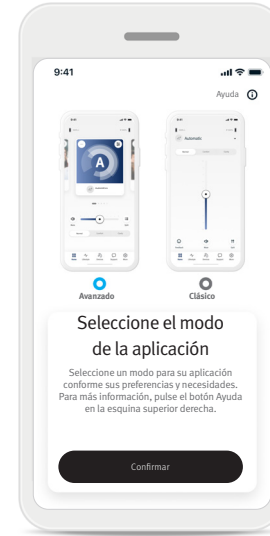 9:41
Ayuda
A
Automatic
Avanzado
Clásico
Seleccione el modo
de la aplicación
Seleccione un modo para su aplicación
conforme sus preferencias y necesidades.
Para más información, pulse el botón Ayuda
en la esquina superior derecha.
Confirmar